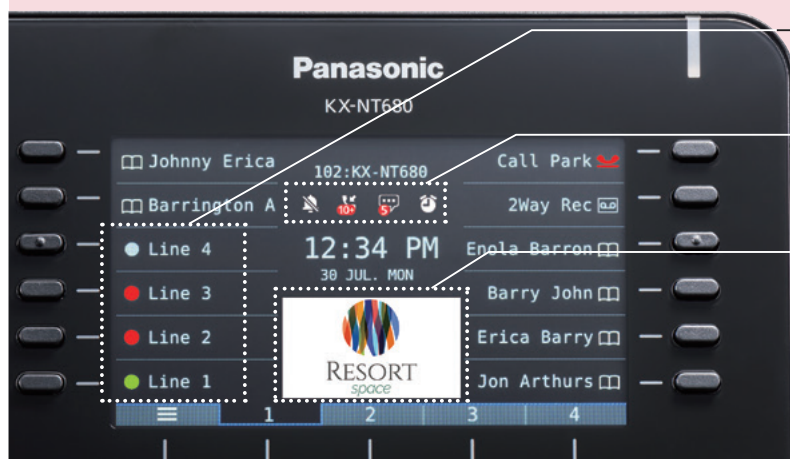 Panasonic
KX-NT680
Johnny Erica
102:KX-NT680
Call Park
Barrington A
10+
5
2Way Rec
Line 4
12:34 PM
Enola Barron
30 JUL. MON
Line 3
Barry John
Line 2
Erica Barry
RESORT
space
Line 1
Jon Arthurs
1
2
3
4